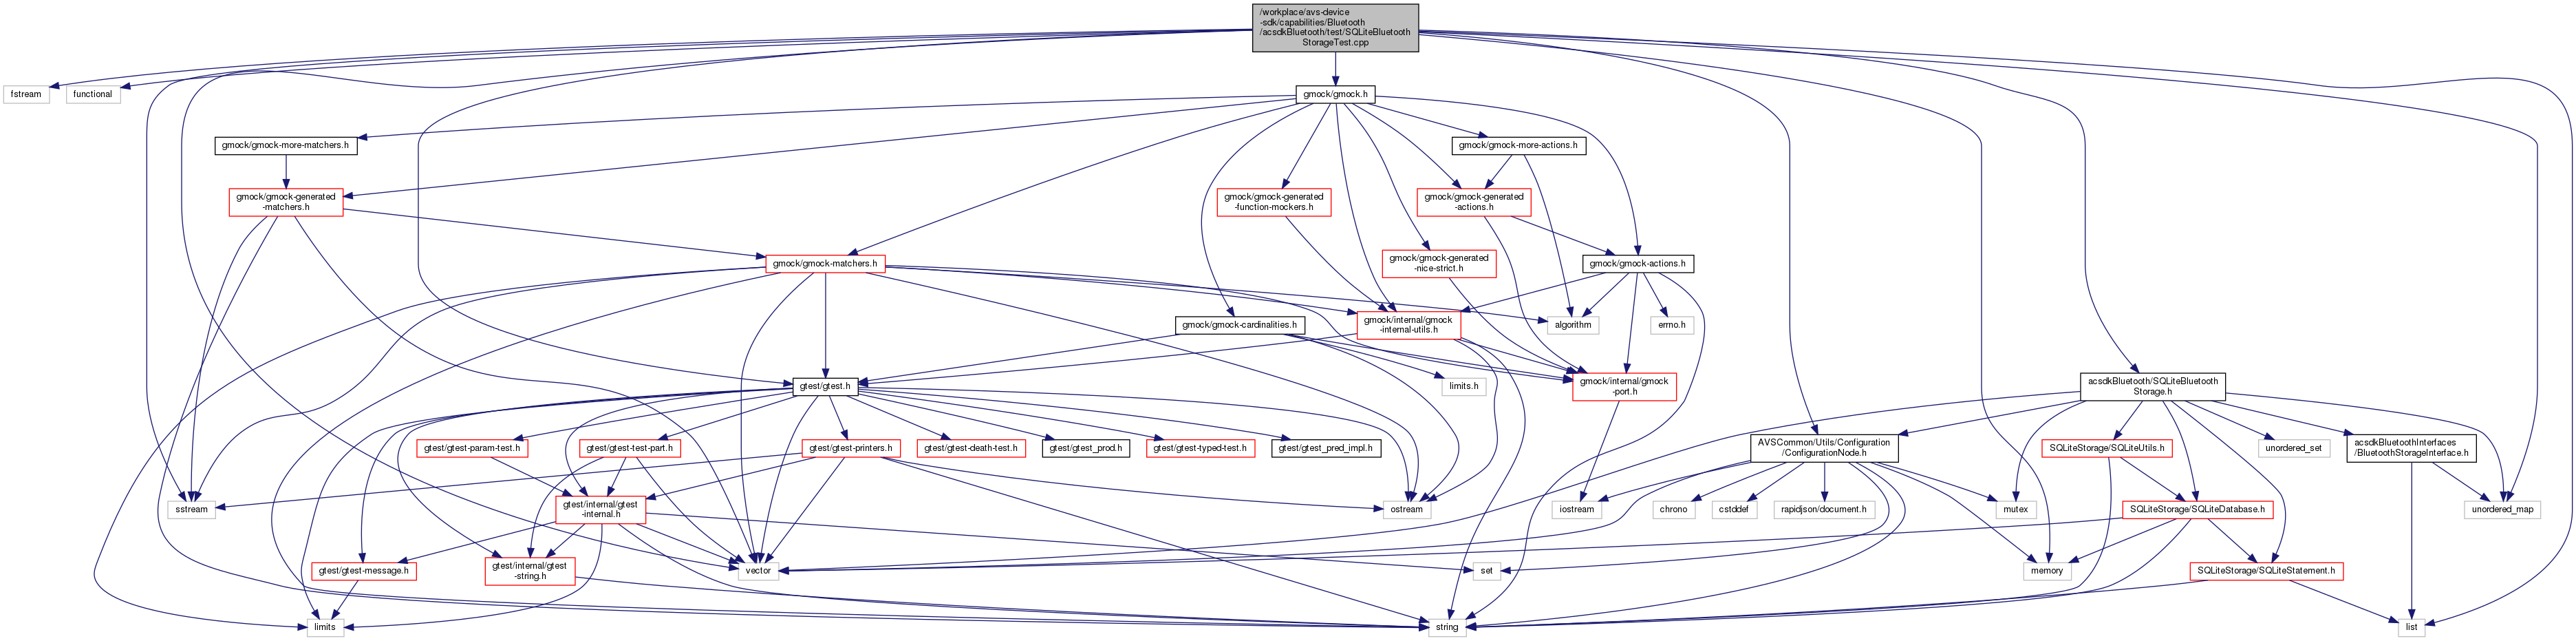 /workplace/avs-device
-sdk/capabilities/Bluetooth
/acsdkBluetooth/test/SQLiteBluetooth
StorageTest.cpp
fstream
functional
gmock/gmock.h
gmock/gmock-more-matchers.h
gmock/gmock-more-actions.h
gmock/gmock-generated
-matchers.h
gmock/gmock-generated
-function-mockers.h
gmock/gmock-generated
-actions.h
gmock/gmock-matchers.h
gmock/gmock-generated
-nice-strict.h
gmock/gmock-actions.h
gmock/gmock-cardinalities.h
gmock/internal/gmock
-internal-utils.h
algorithm
errno.h
gtest/gtest.h
limits.h
gmock/internal/gmock
-port.h
acsdkBluetooth/SQLiteBluetooth
Storage.h
gtest/gtest-param-test.h
gtest/gtest-test-part.h
gtest/gtest-printers.h
gtest/gtest-death-test.h
gtest/gtest_prod.h
gtest/gtest-typed-test.h
gtest/gtest_pred_impl.h
AVSCommon/Utils/Configuration
/ConfigurationNode.h
SQLiteStorage/SQLiteUtils.h
unordered_set
acsdkBluetoothInterfaces
/BluetoothStorageInterface.h
sstream
gtest/internal/gtest
-internal.h
ostream
iostream
chrono
cstddef
rapidjson/document.h
mutex
SQLiteStorage/SQLiteDatabase.h
unordered_map
gtest/gtest-message.h
gtest/internal/gtest
-string.h
vector
set
memory
SQLiteStorage/SQLiteStatement.h
limits
string
list